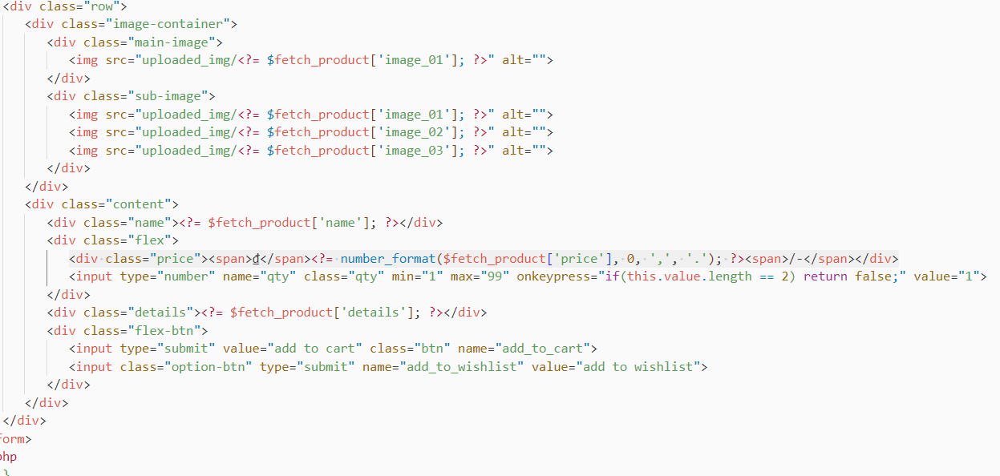 <div class="row">
<div class="image-container">
<div class="main-image">
<img src="uploaded_img/<?= $fetch_product['image_01']; ?>" alt="">
</div>
<div class="sub-image">
<img src="uploaded_img/<?= $fetch_product['image_01']; ?>" alt="">
<img src="uploaded_img/<?= $fetch_product['image_02']; ?>" alt="">
<img src="uploaded_img/<?= $fetch_product['image_03']; ?>" alt="">
</div>
</div>
<div class="content">
<div class="name"><?= $fetch_product['name']; ?></div>
<div class="flex">
<div class="price"><span>₫</span><?= number_format($fetch_product['price'], 0, ',', '.'); ?><span>/-</span></div>
<input type="number" name="qty" class="qty" min="1" max="99" onkeypress="if(this.value.length == 2) return false;" value="1">
</div>
<div class="details"><?= $fetch_product['details']; ?></div>
<div class="flex-btn">
<input type="submit" value="add to cart" class="btn" name="add_to_cart">
<input class="option-btn" type="submit" name="add_to_wishlist" value="add to wishlist">
</div>
</div>
</div>
form>
php
}